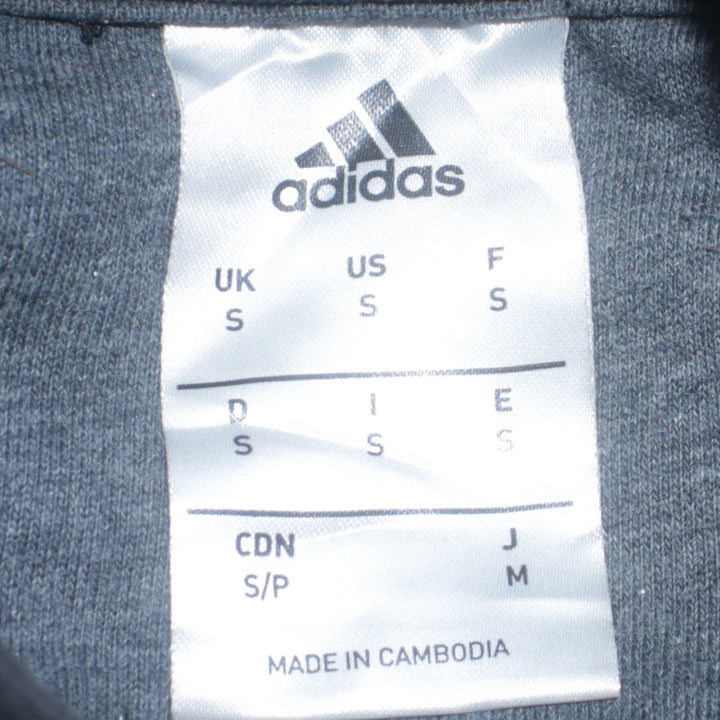 adidas
UK US F
S S S
D I E
S S S
CDN J
S/P M
MADE IN CAMBODIA